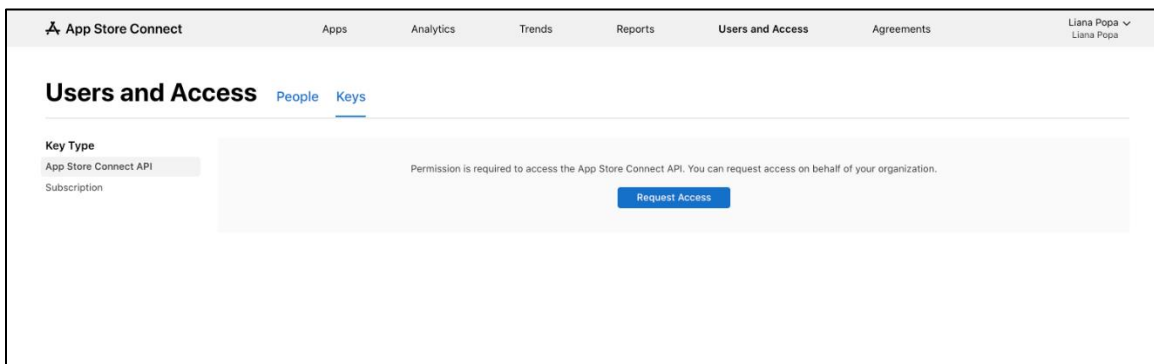 App Store Connect Apps Analytics Trends Reports Users and Access Agreements Liana Popa
Liana Popa
Users and Access People Keys
Key Type
App Store Connect API
Subscription
Permission is required to access the App Store Connect API. You can request access on behalf of your organization.
Request Access